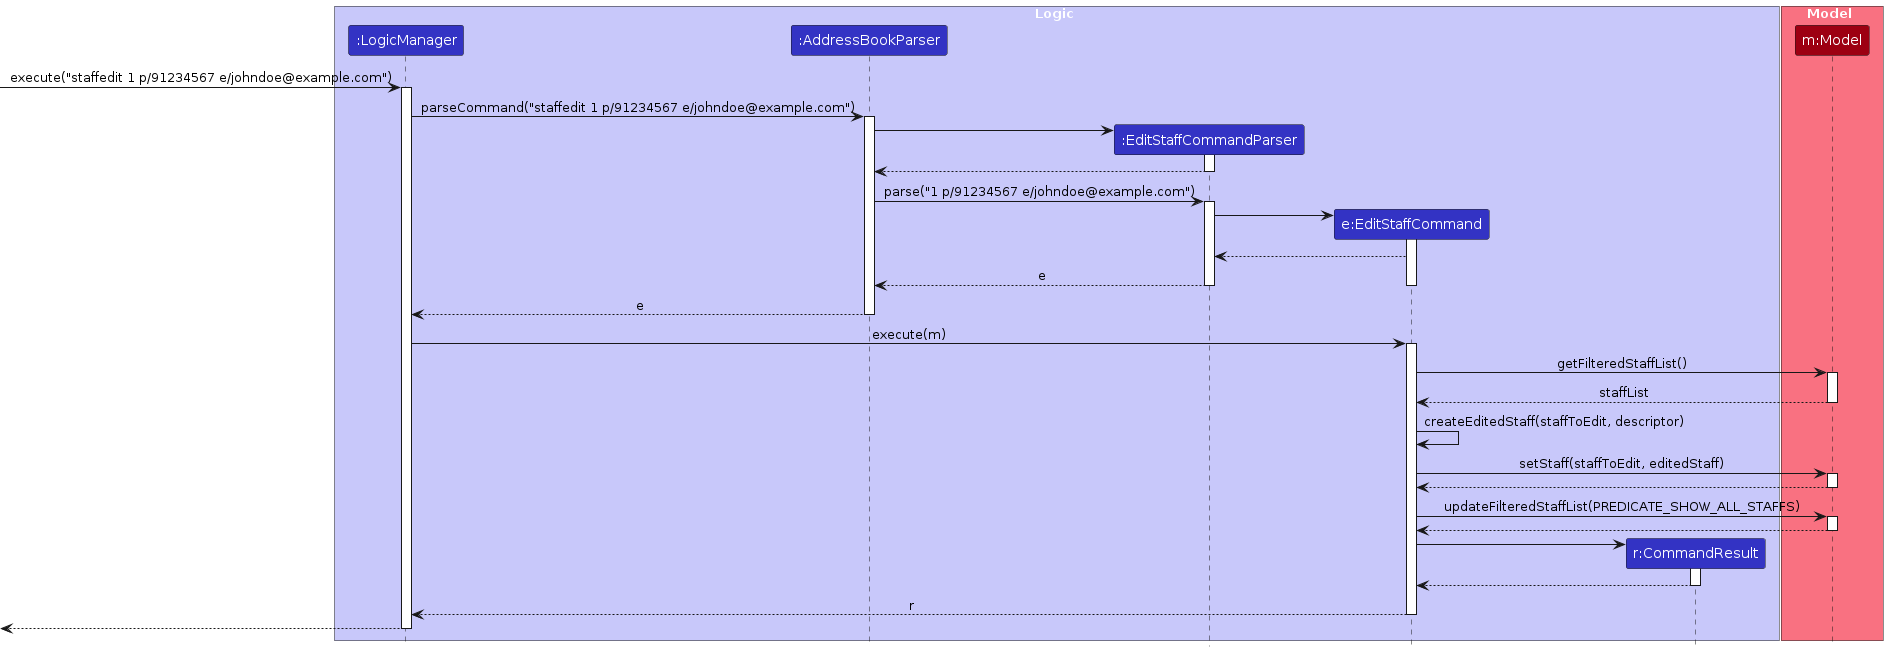 Logic
Model
:LogicManager
:AddressBookParser
m:Model
execute("staffedit 1 p/91234567 e/johndoe@example.com")
parseCommand("staffedit 1 p/91234567 e/johndoe@example.com")
:EditStaffCommandParser
parse("1 p/91234567 e/johndoe@example.com")
e:EditStaffCommand
e
e
execute(m)
getFilteredStaffList()
staffList
createEditedStaff(staffToEdit, descriptor)
setStaff(staffToEdit, editedStaff)
updateFilteredStaffList(PREDICATE_SHOW_ALL_STAFFS)
r:CommandResult
r